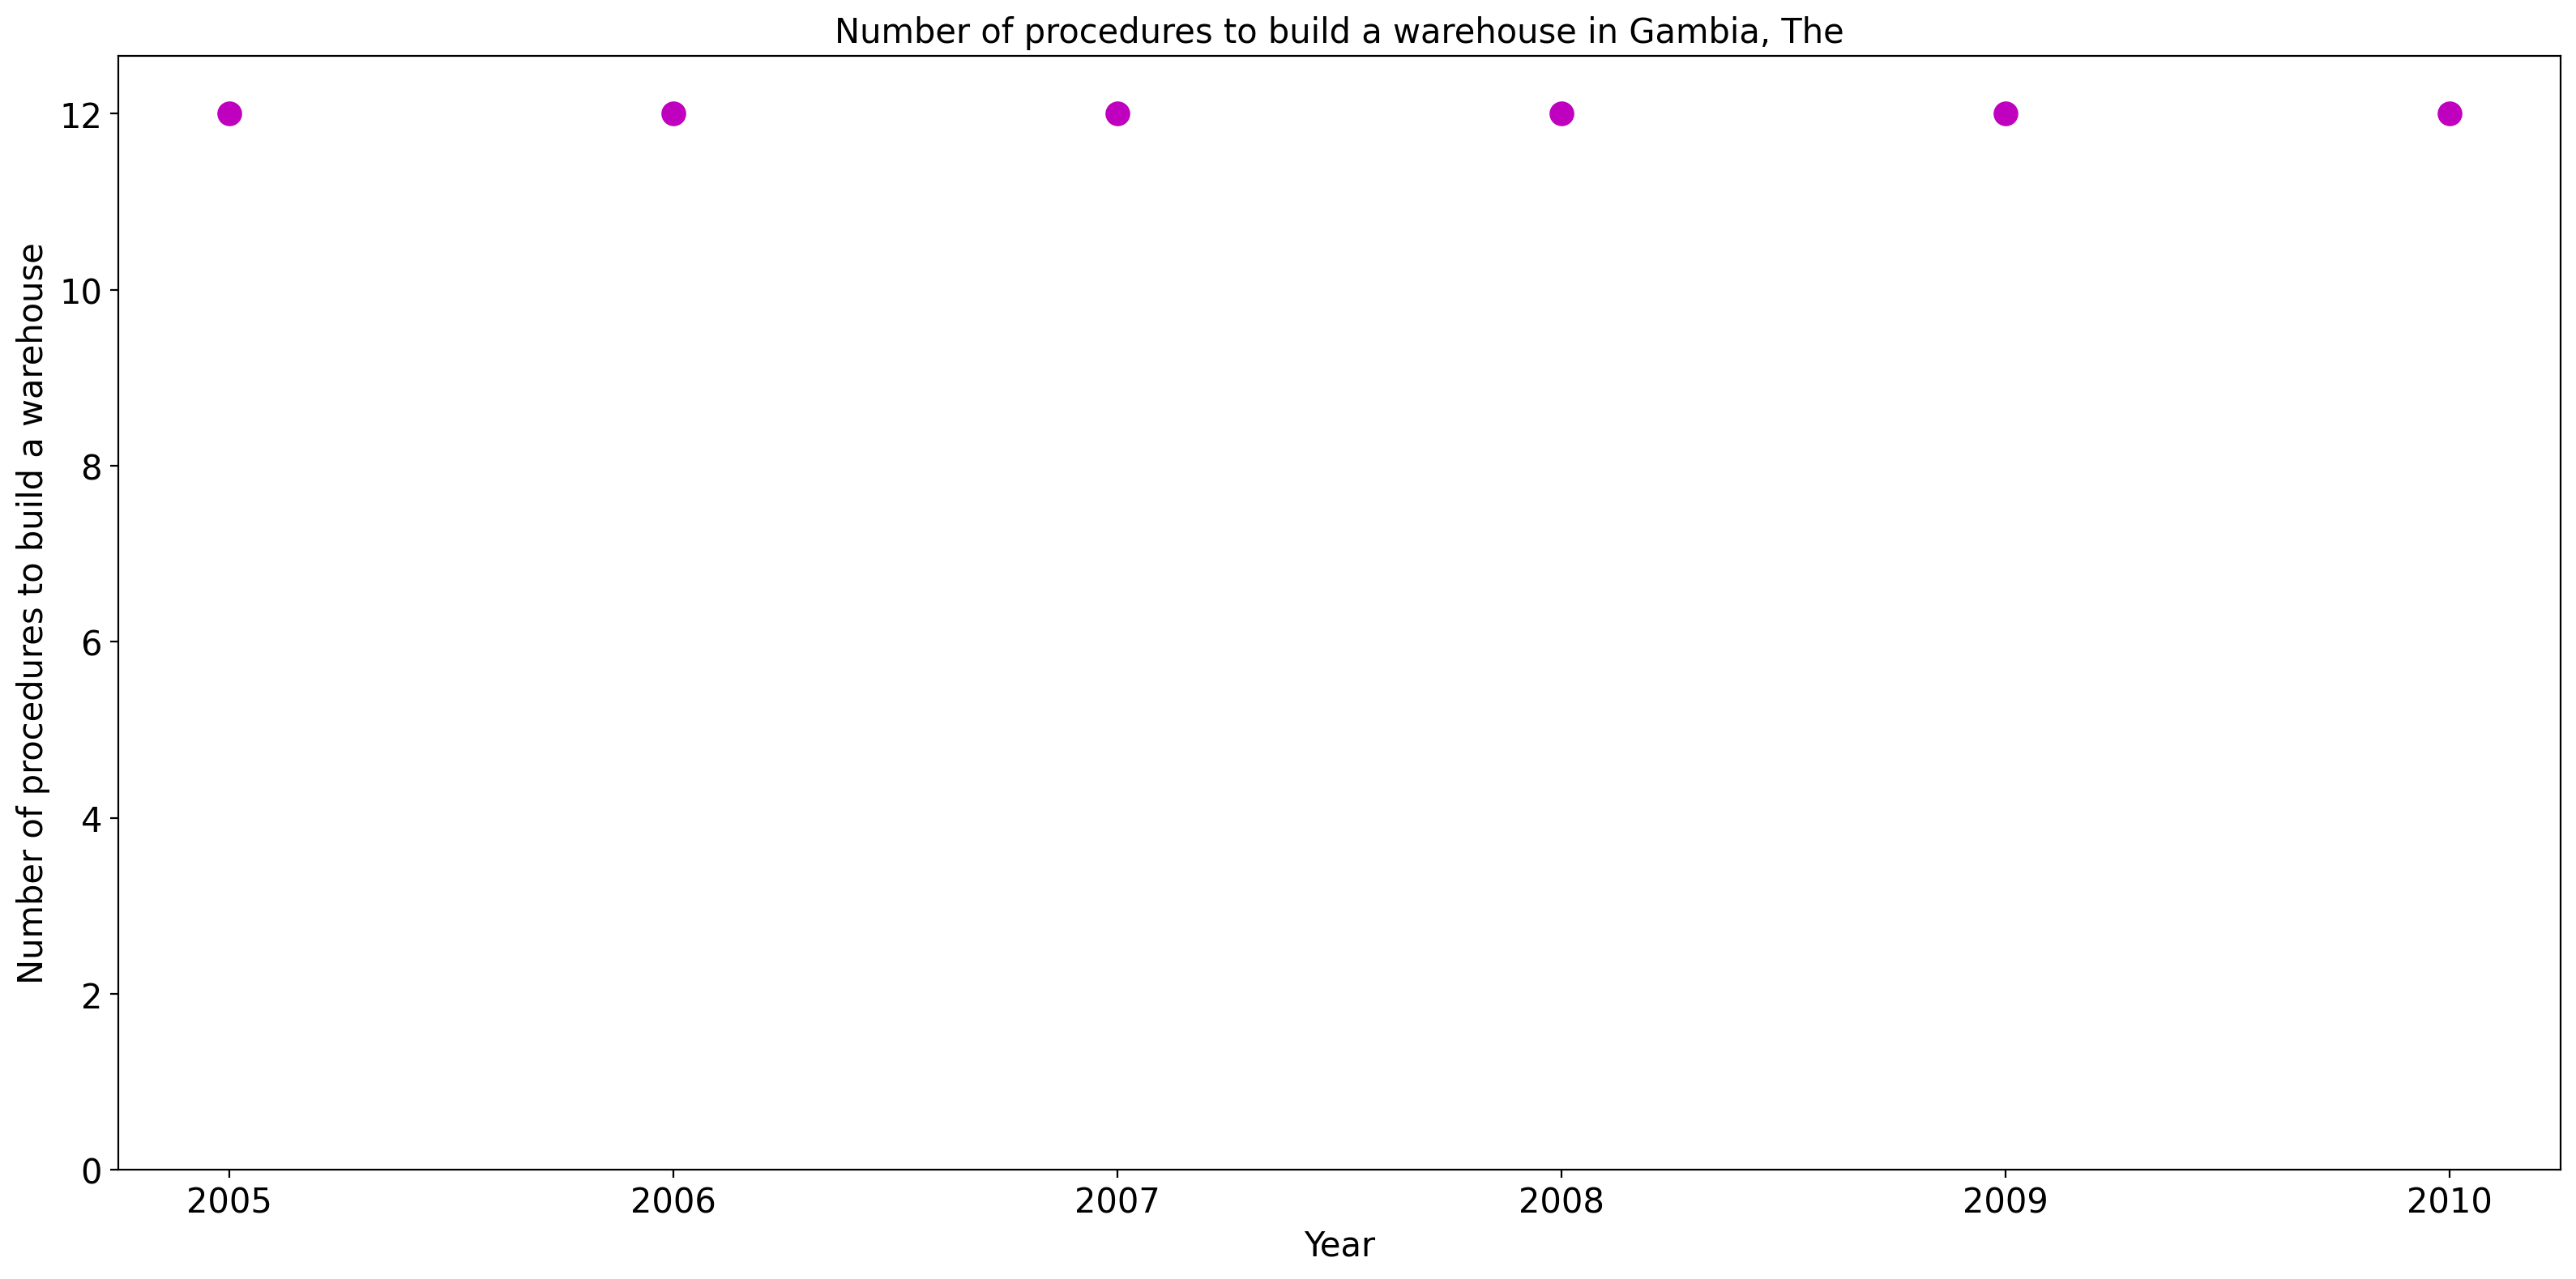 Number of procedures to build a warehouse in Gambia, The
Number of procedures to build a warehouse
12
10
8
6
4
2
0
2005 2006 2007 2008 2009 2010
Year